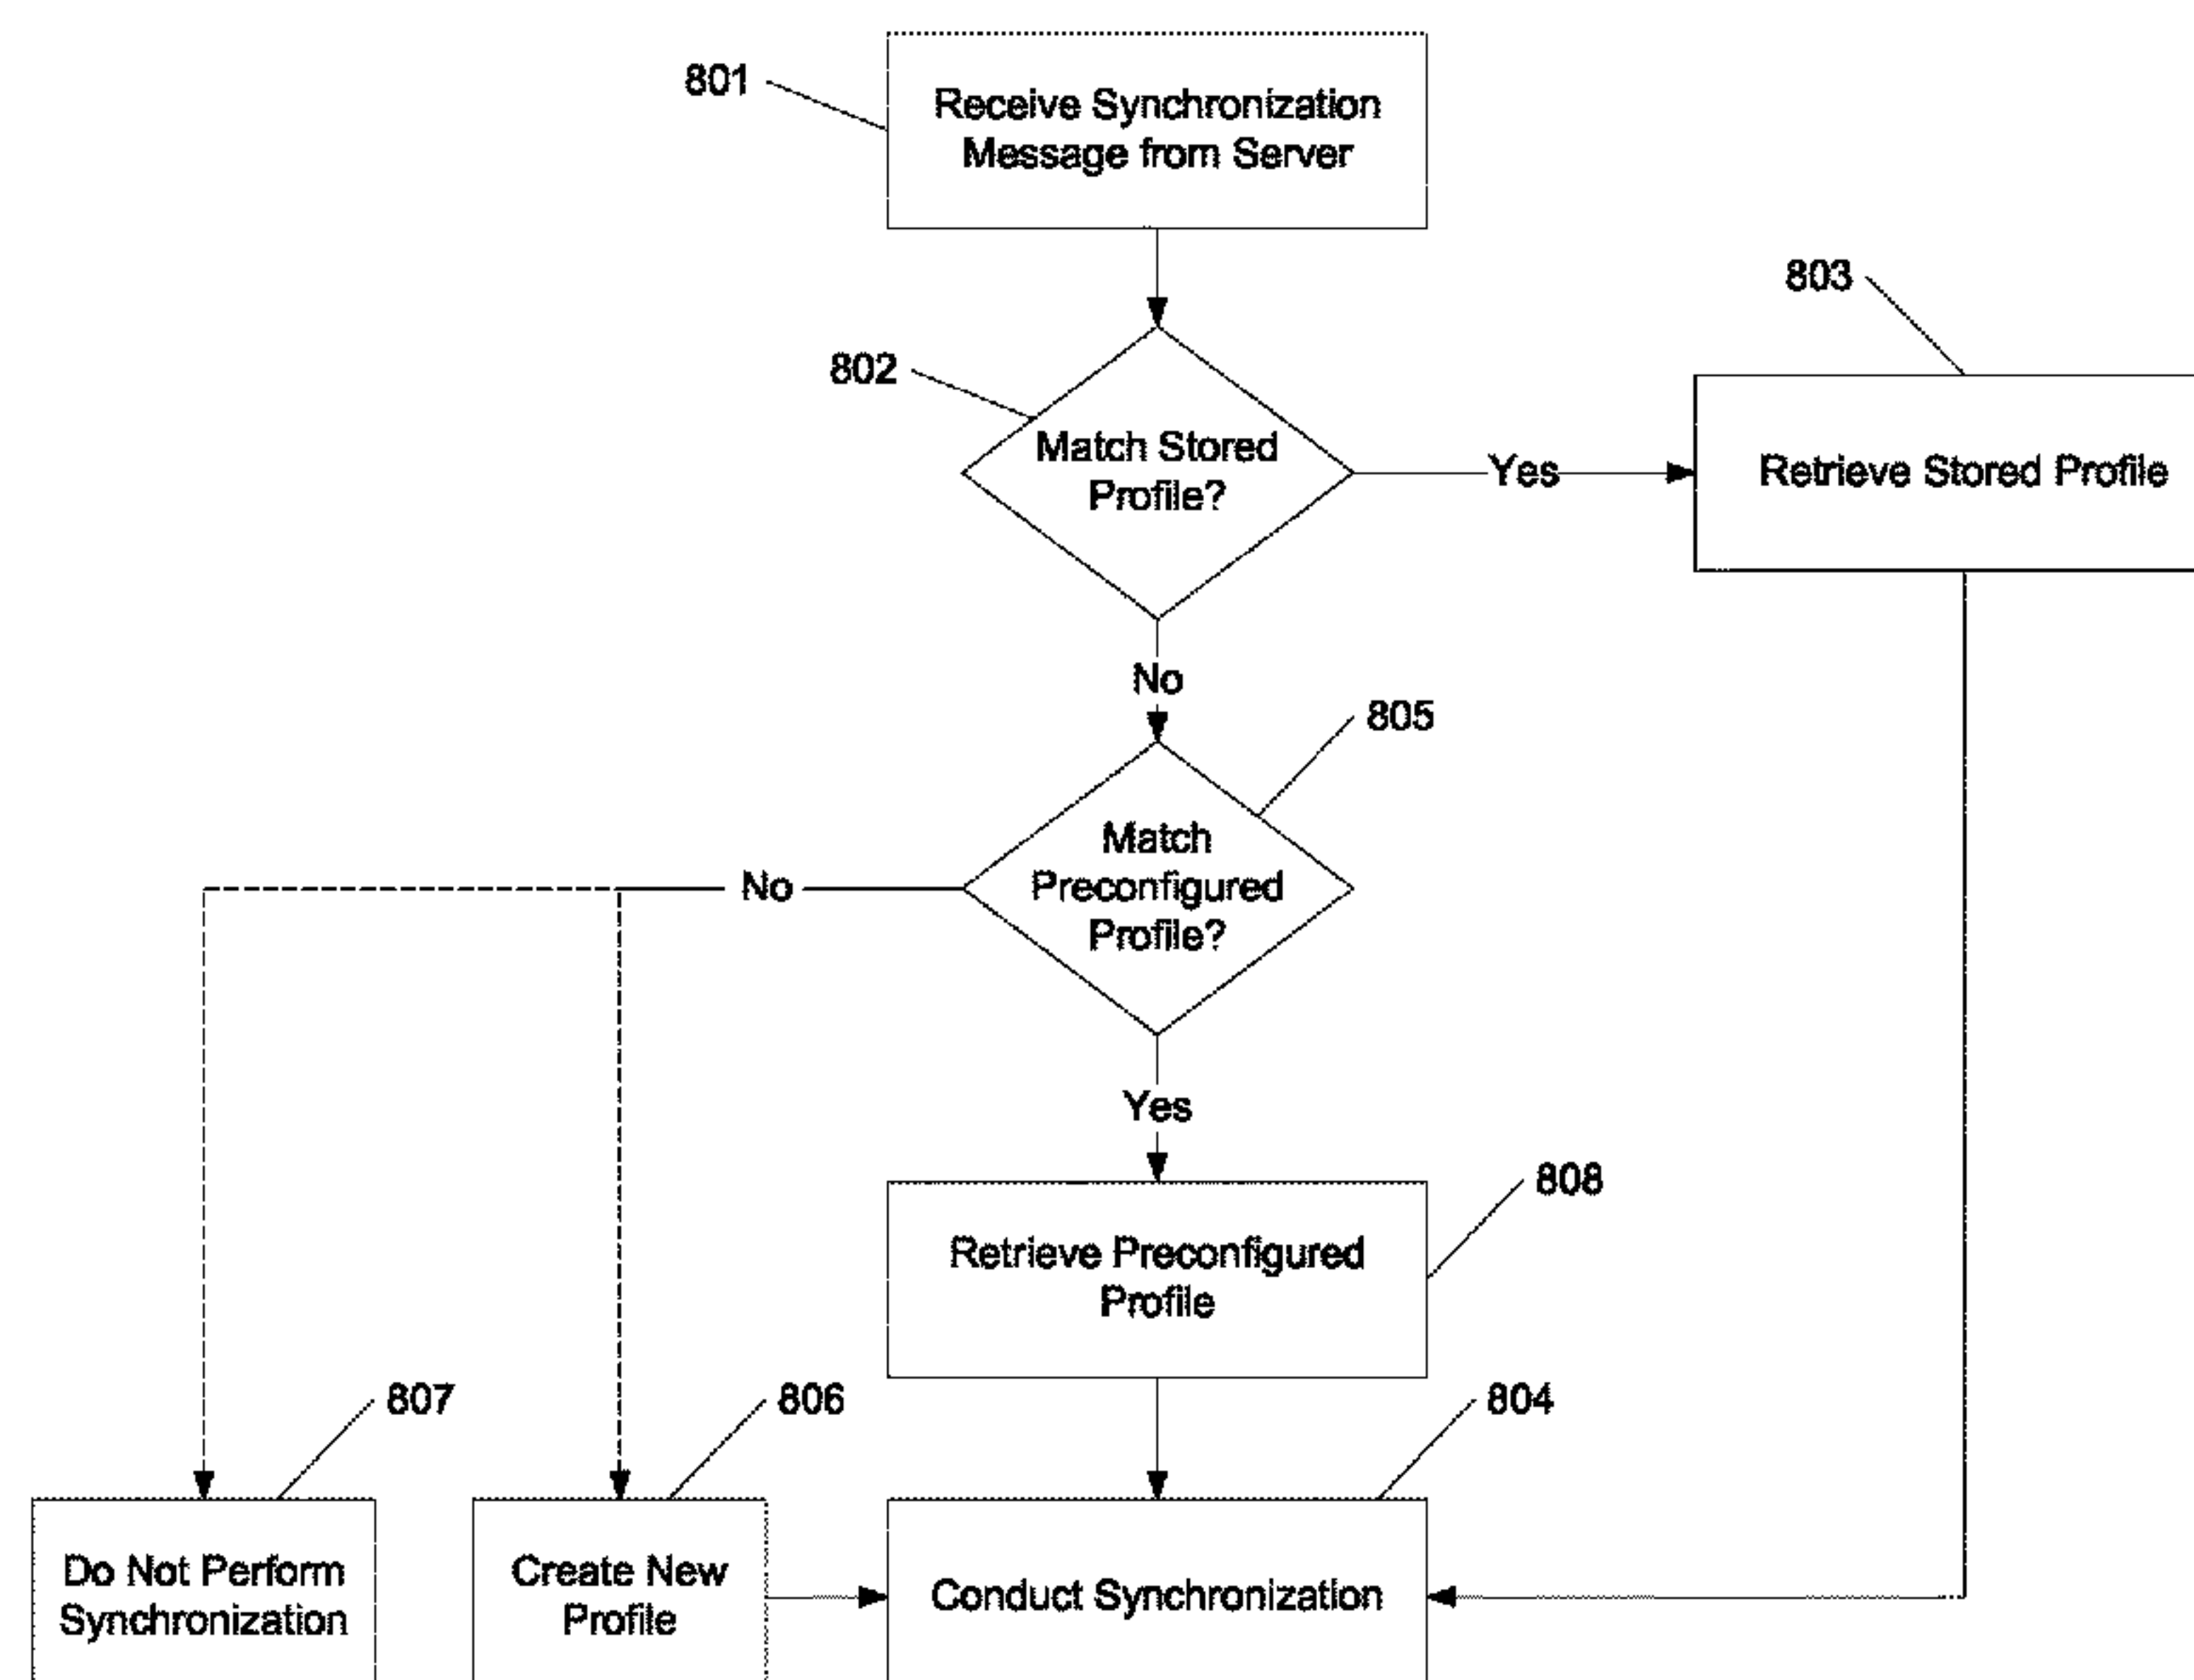 801
Receive Synchronization
Message from Server
803
802
Match Stored
Profile?
Yes
Retrieve Stored Profile
No
805
Match
Preconfigured
Profile?
No
Yes
808
Retrieve Preconfigured
Profile
807
806
804
Do Not Perform
Synchronization
Create New
Profile
Conduct Synchronization